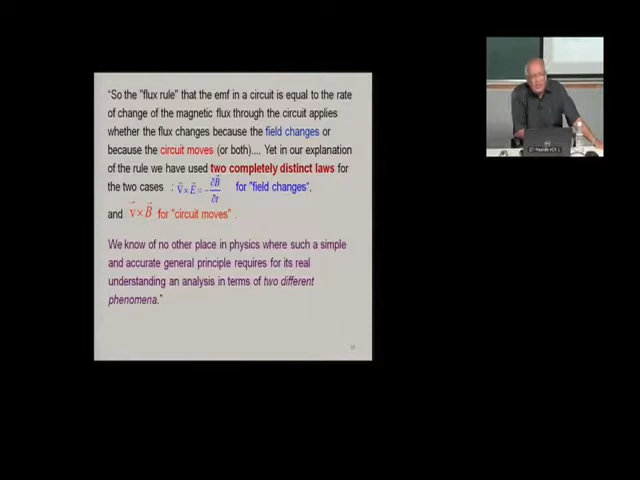 “So the "flux rule" that the emf in a circuit is equal to the rate
of change of the magnetic flux through the circuit applies
whether the flux changes because the field changes or
because the circuit moves (or both).... Yet in our explanation
of the rule we have used two completely distinct laws for
the two cases : ∇⃗×E⃗ = -∂B⃗/∂t for "field changes".
and v⃗×B⃗ for "circuit moves" .
We know of no other place in physics where such a simple
and accurate general principle requires for its real
understanding an analysis in terms of two different
phenomena.”